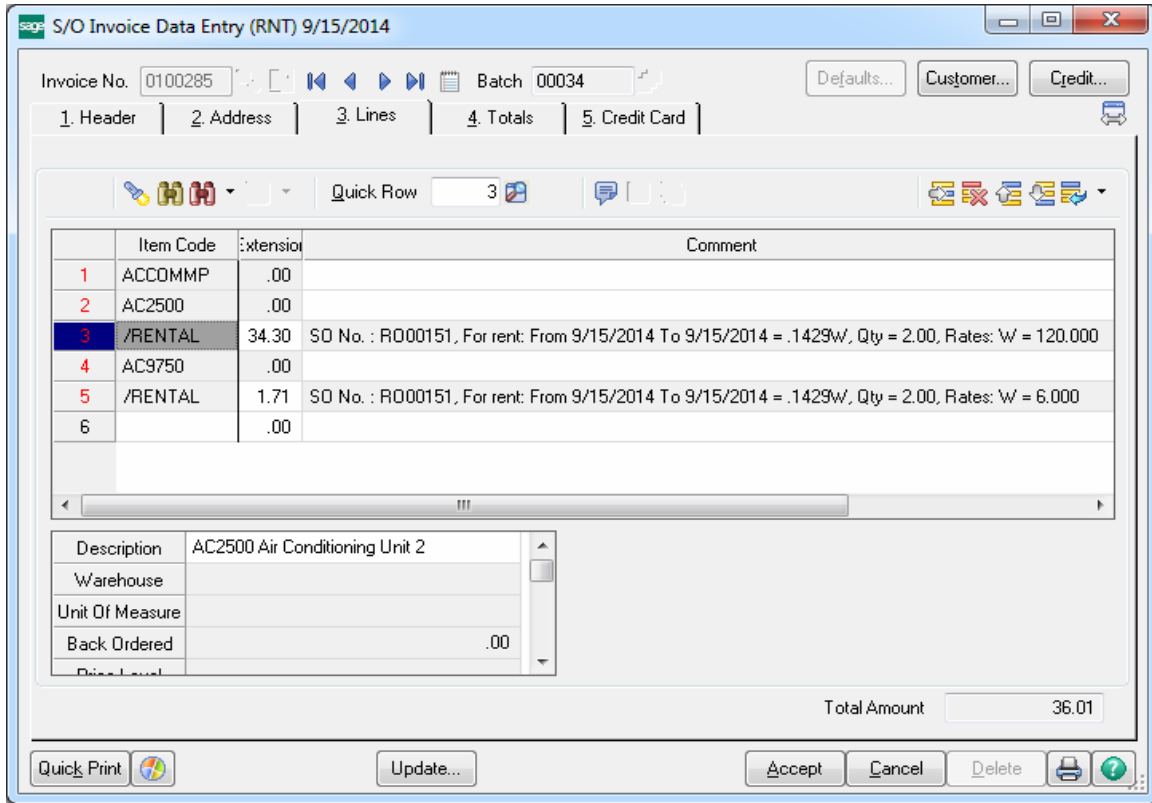 sage S/O Invoice Data Entry (RNT) 9/15/2014
Invoice No. 0100285 Batch 00034 Defaults... Customer... Credit...
1. Header 2. Address 3. Lines 4. Totals 5. Credit Card
Quick Row 3
Item Code Extension Comment
1 ACCOMMP .00
2 AC2500 .00
3 /RENTAL 34.30 SO No. : RO00151, For rent: From 9/15/2014 To 9/15/2014 = .1429W, Qty = 2.00, Rates: W = 120.000
4 AC9750 .00
5 /RENTAL 1.71 SO No. : RO00151, For rent: From 9/15/2014 To 9/15/2014 = .1429W, Qty = 2.00, Rates: W = 6.000
6 .00
Description AC2500 Air Conditioning Unit 2
Warehouse
Unit Of Measure
Back Ordered .00
Price Level
Total Amount 36.01
Quick Print Update... Accept Cancel Delete